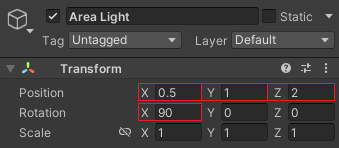 Area Light Static
Tag Untagged Layer Default
Transform
Position X 0.5 Y 1 Z 2
Rotation X 90 Y 0 Z 0
Scale X 1 Y 1 Z 1